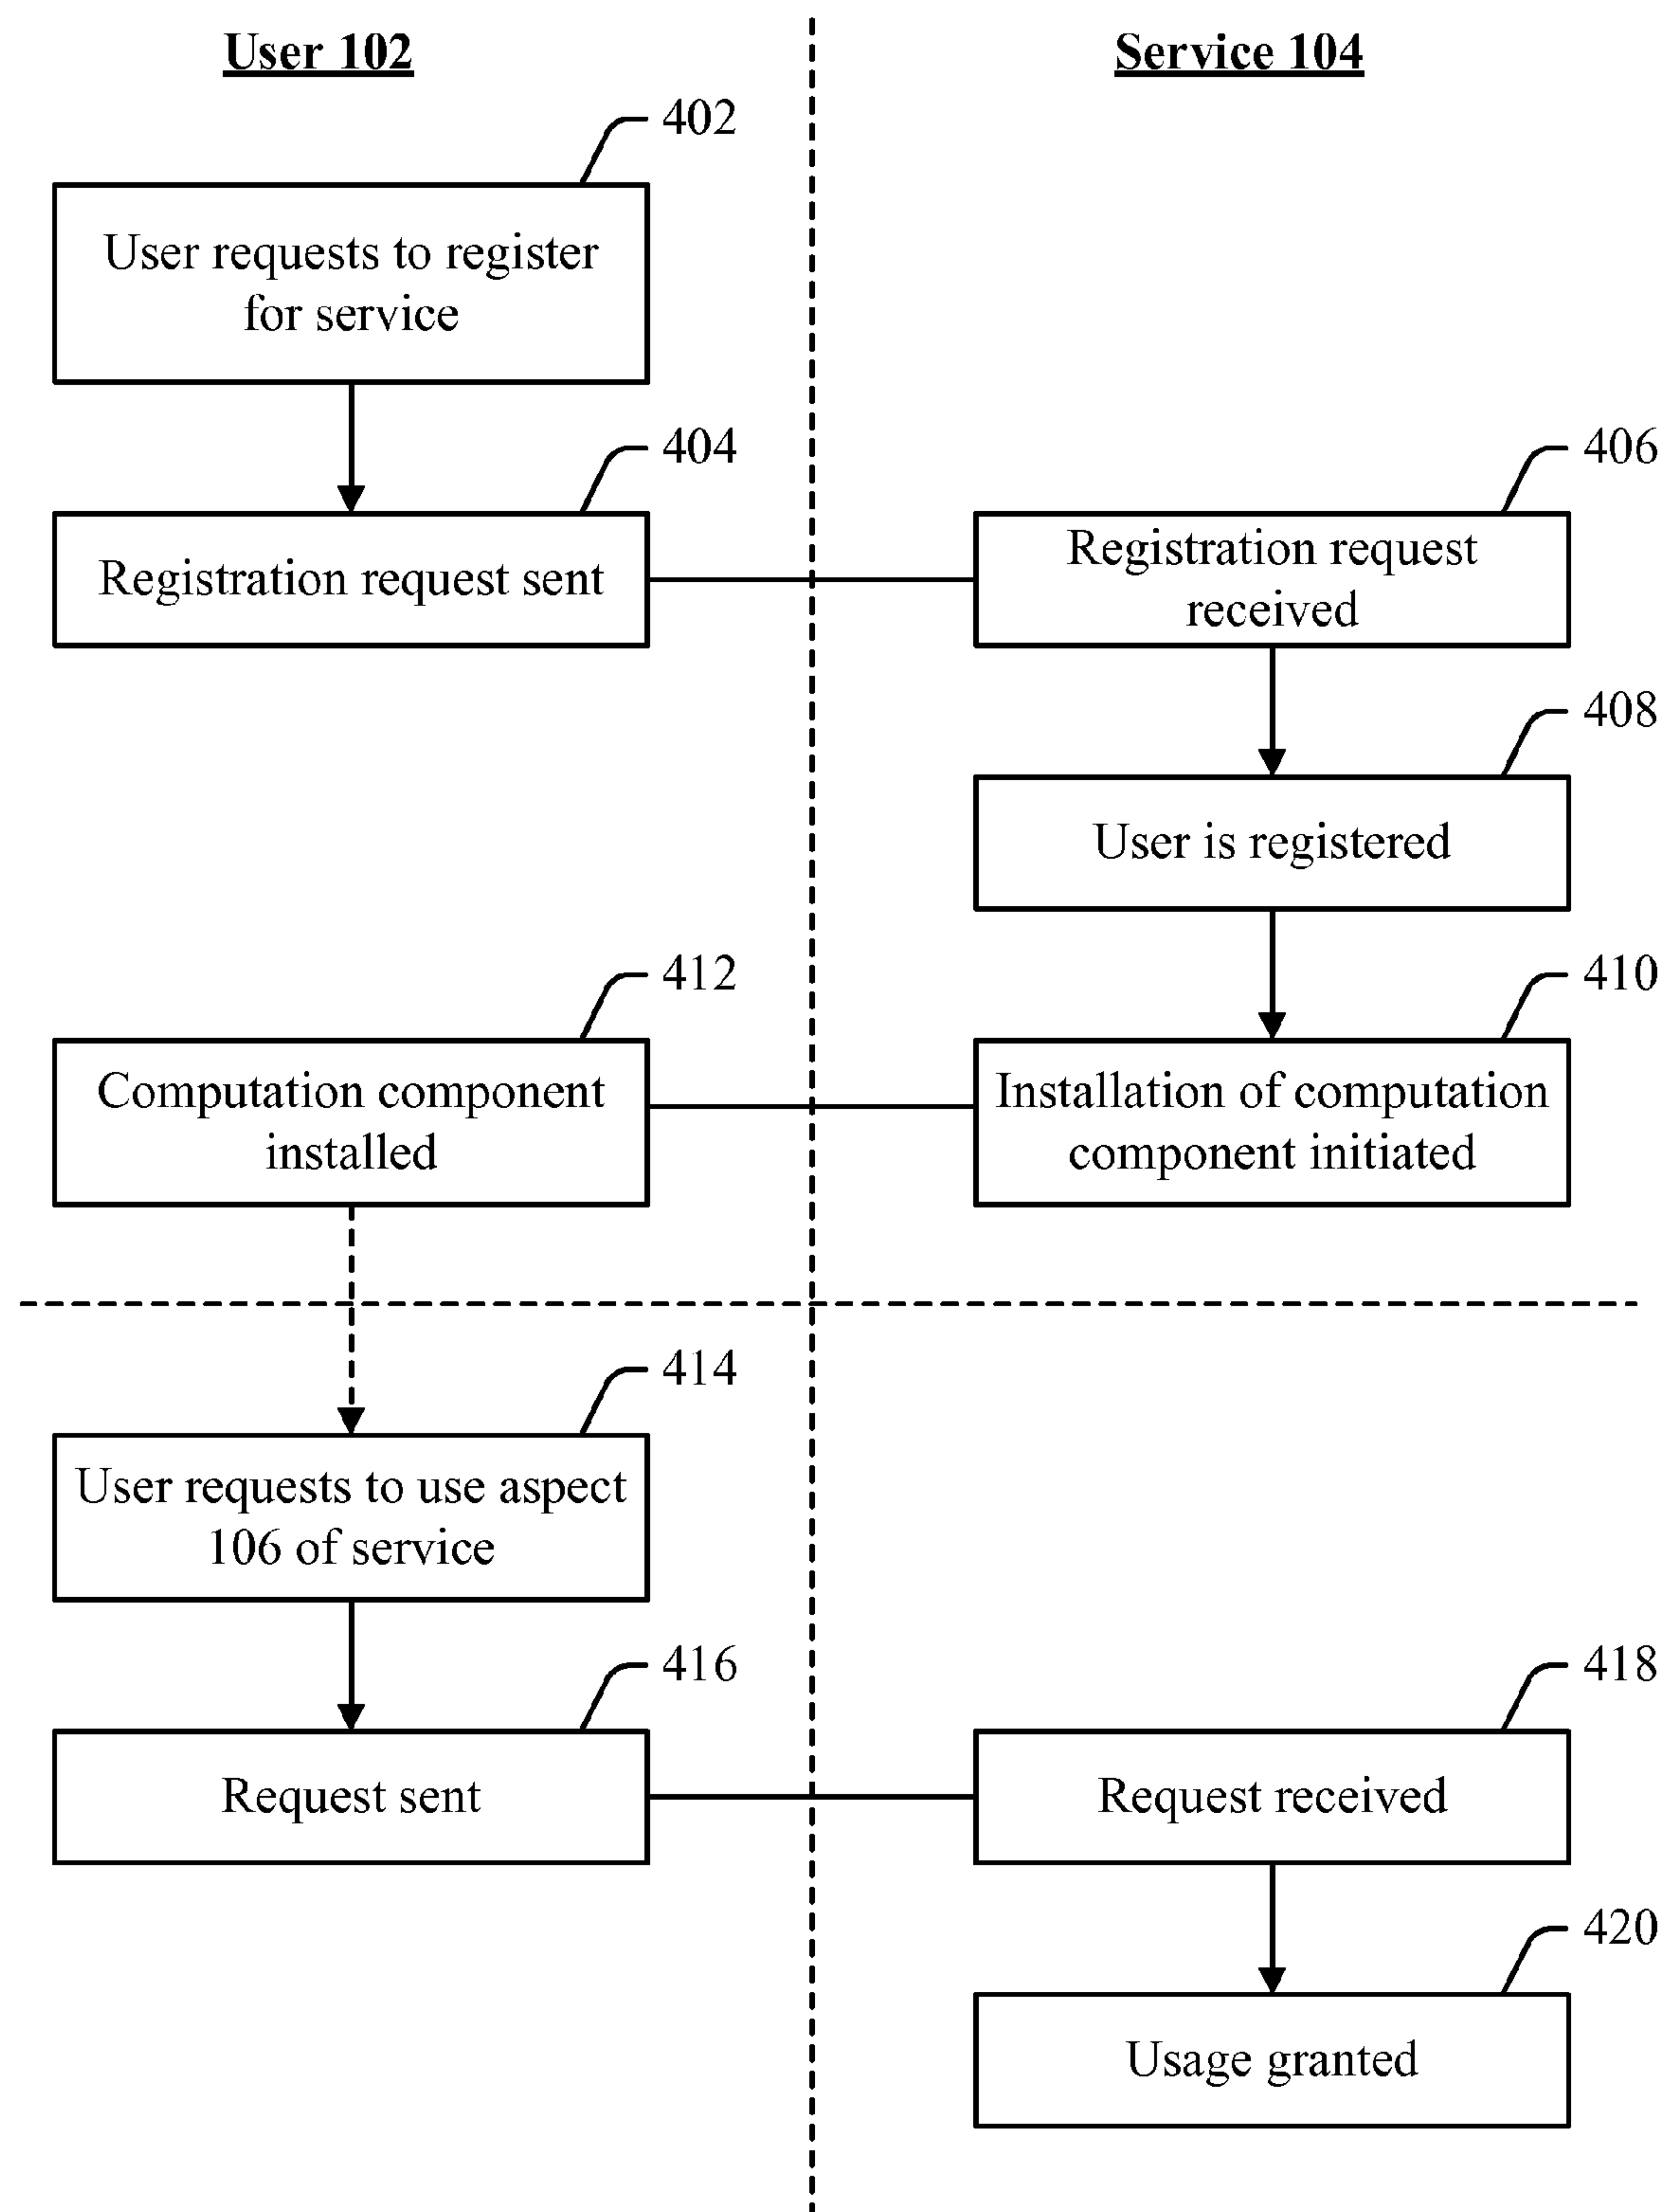 User 102
Service 104
402
User requests to register
for service
404
Registration request sent
406
Registration request
received
408
User is registered
410
Installation of computation
component initiated
412
Computation component
installed
414
User requests to use aspect
106 of service
416
Request sent
418
Request received
420
Usage granted